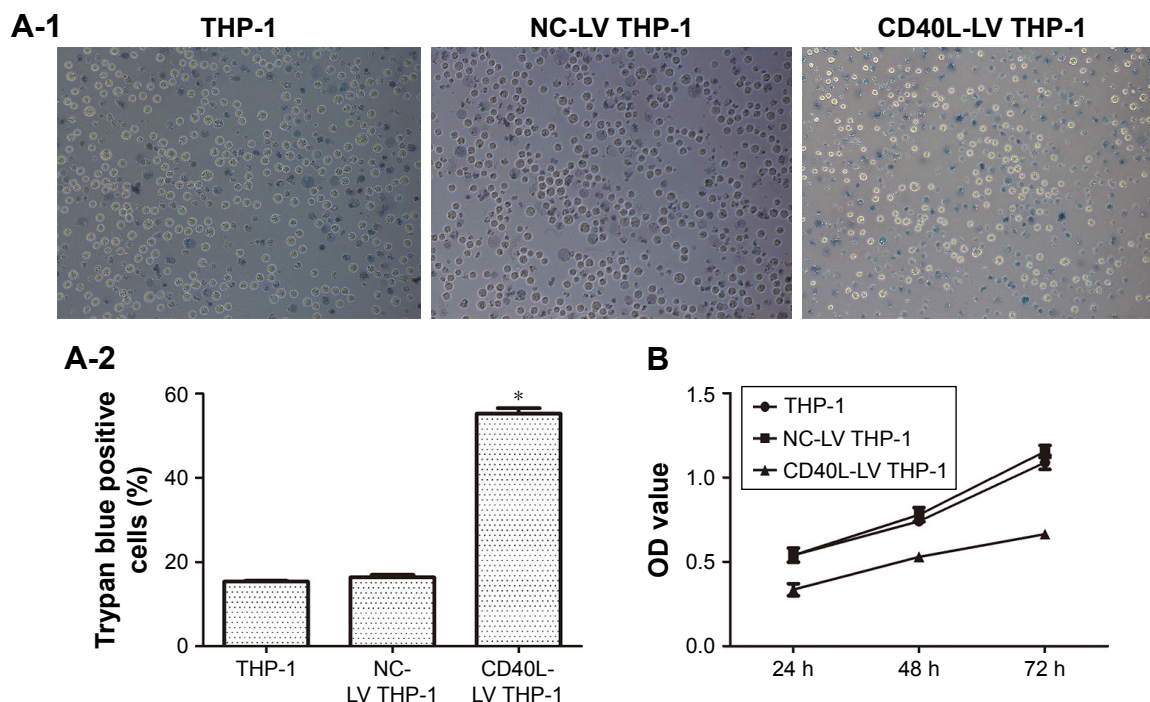 A-1
THP-1
NC-LV THP-1
CD40L-LV THP-1
A-2
Trypan blue positive
cells (%)
60
40
20
0
THP-1
NC-
LV THP-1
CD40L-
LV THP-1
*
B
OD value
1.5
1.0
0.5
0.0
THP-1
NC-LV THP-1
CD40L-LV THP-1
24 h
48 h
72 h